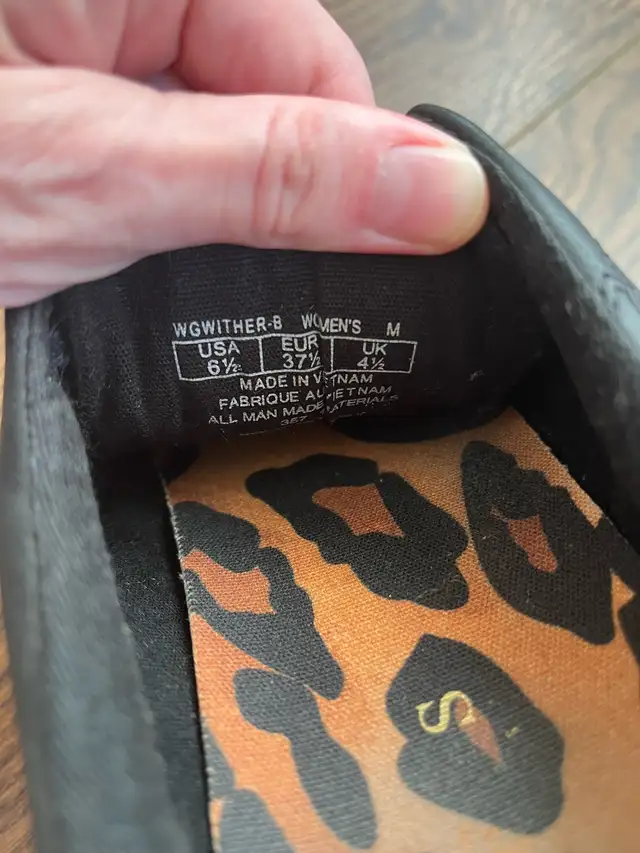 WGWITHER-B WOMEN'S M
USA EUR UK
6½ 37½ 4½
MADE IN VIETNAM
FABRIQUE AU VIETNAM
ALL MAN MADE MATERIALS
357
S